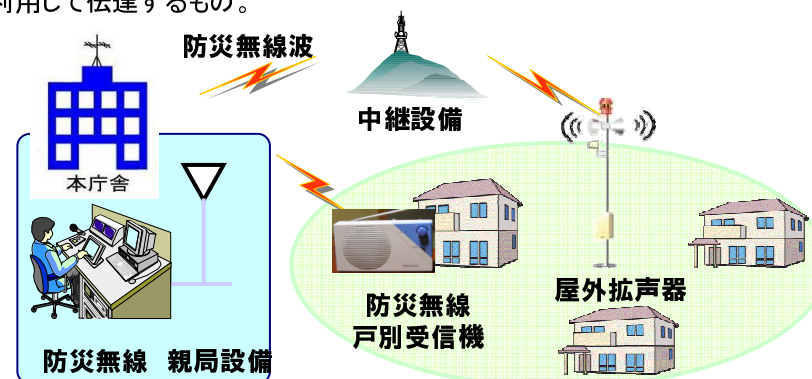 利用して伝達するもの。
防災無線波
中継設備
本庁舎
屋外拡声器
防災無線
戸別受信機
防災無線 親局設備